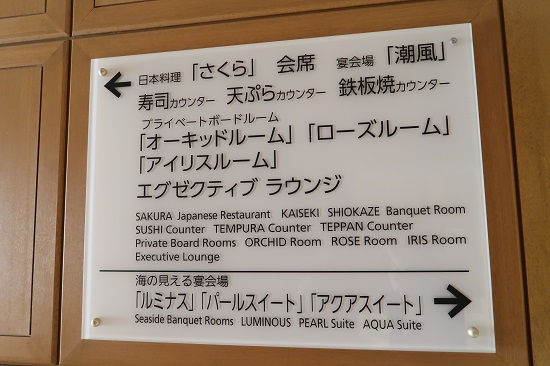 ← 日本料理 「さくら」 会席 宴会場 「潮風」
寿司カウンター 天ぷらカウンター 鉄板焼カウンター
プライベートボードルーム
「オーキッドルーム」「ローズルーム」
「アイリスルーム」
エグゼクティブ ラウンジ
SAKURA Japanese Restaurant KAISEKI SHIOKAZE Banquet Room
SUSHI Counter TEMPURA Counter TEPPAN Counter
Private Board Rooms ORCHID Room ROSE Room IRIS Room
Executive Lounge
海の見える宴会場
「ルミナス」「パールスイート」「アクアスイート」 →
Seaside Banquet Rooms LUMINOUS PEARL Suite AQUA Suite